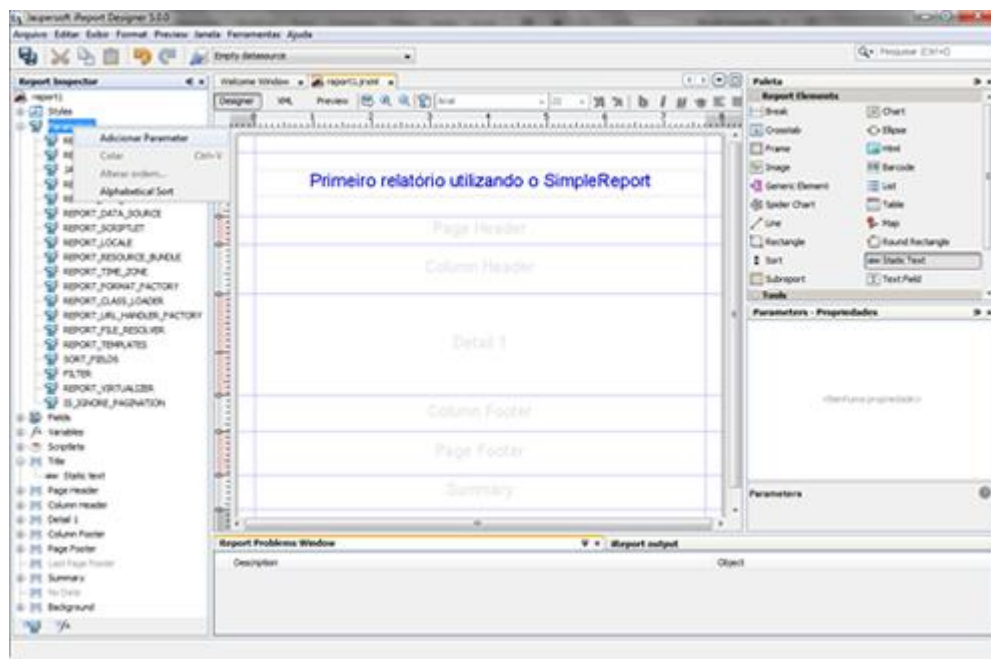 Jaspersoft iReport Designer 5.0.0
Arquivo Editar Exibir Format Preview Janela Ferramentas Ajuda
Empty datasource
Pesquisar (Ctrl+I)
Report Inspector
report1
Styles
Adicionar Parameter
Colar Ctrl+V
Alterar ordem...
Alphabetical Sort
REPORT_DATA_SOURCE
REPORT_SCRIPTLET
REPORT_LOCALE
REPORT_RESOURCE_BUNDLE
REPORT_TIME_ZONE
REPORT_FORMAT_FACTORY
REPORT_CLASS_LOADER
REPORT_URL_HANDLER_FACTORY
REPORT_FILE_RESOLVER
REPORT_TEMPLATES
SORT_FIELDS
FILTER
REPORT_VIRTUALIZER
IS_IGNORE_PAGINATION
Fields
Variables
Scriptlets
Title
Static text
Page Header
Column Header
Detail 1
Column Footer
Page Footer
Last Page Footer
Summary
No Data
Background
Welcome Window
report1.jrxml
Designer XML Preview
Primeiro relatório utilizando o SimpleReport
Page Header
Column Header
Detail 1
Column Footer
Page Footer
Summary
Report Problems Window
iReport output
Description Object
Paleta
Report Elements
Break Chart
Crosstab Ellipse
Frame Html
Image Barcode
Generic Element List
Spider Chart Table
Line Map
Rectangle Round Rectangle
Sort Static Text
Subreport Text Field
Tools
Parameters - Propriedades
<Nenhuma propriedade>
Parameters